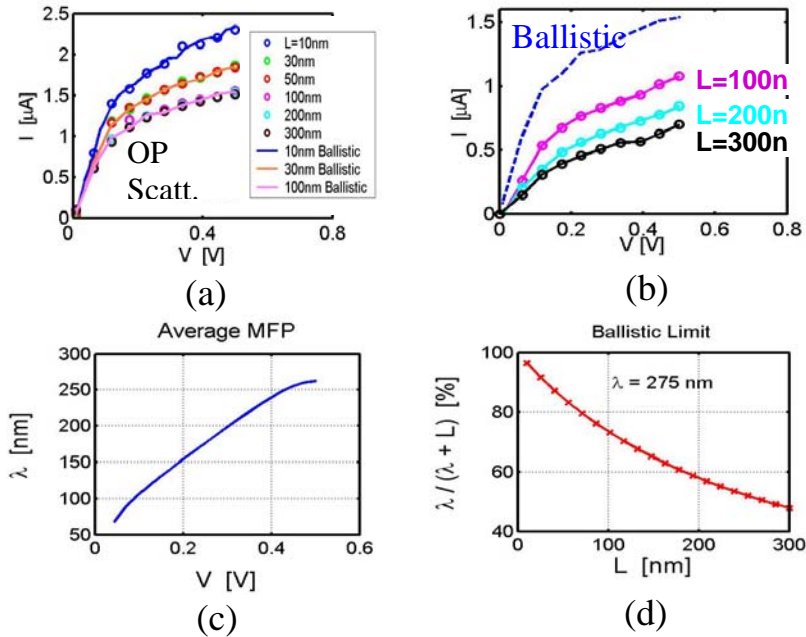 2.5
2
1.5
1
0.5
0
0
0.4
0.8
I [µA]
V [V]
OP
Scatt.
L=10nm
30nm
50nm
100nm
200nm
300nm
10nm Ballistic
30nm Ballistic
100nm Ballistic
(a)
1.5
1.0
0.5
0
0
0.2
0.4
0.6
0.8
I [µA]
V [V]
Ballistic
L=100n
L=200n
L=300n
(b)
Average MFP
300
250
200
150
100
50
0
0.2
0.4
0.6
λ [nm]
V [V]
(c)
Ballistic Limit
100
80
60
40
0
100
200
300
λ / (λ + L) [%]
L [nm]
λ = 275 nm
(d)